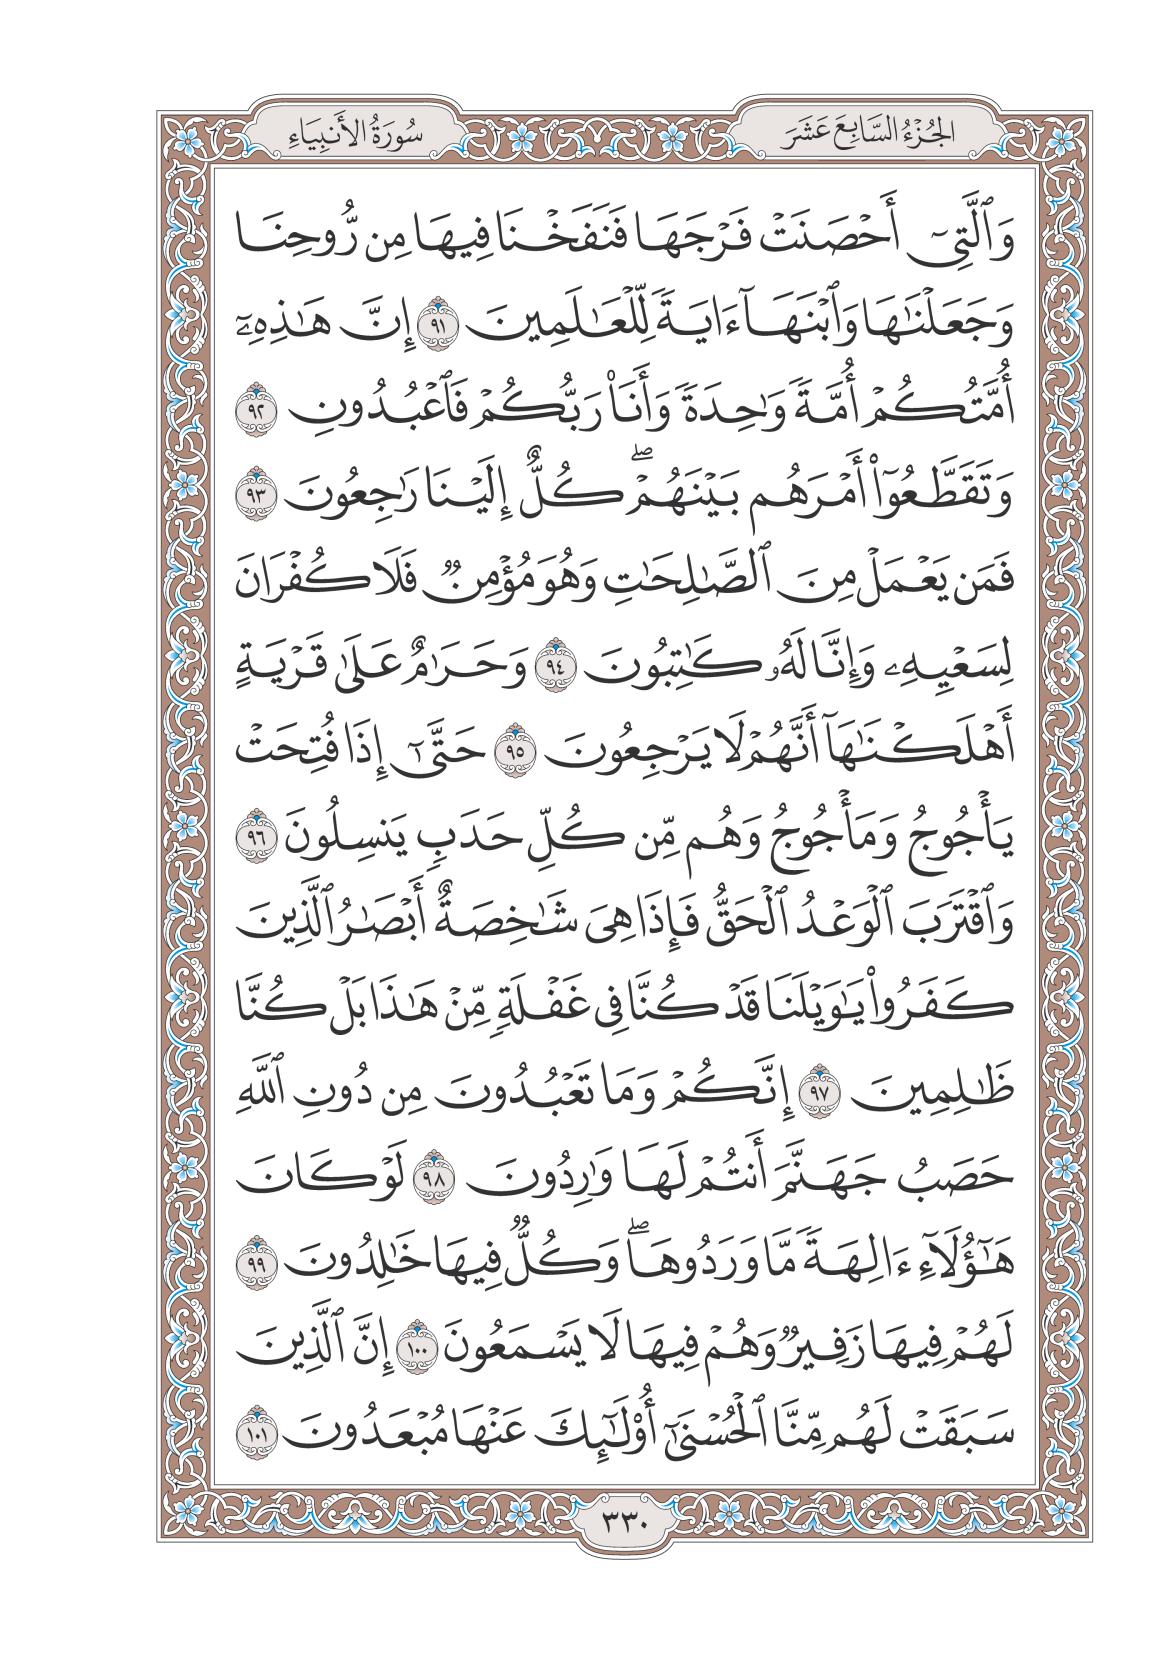 الجُزْءُ السَّابِعَ عَشَرَ
سُورَةُ الأَنبِيَاءِ
وَٱلَّتِىٓ أَحْصَنَتْ فَرْجَهَا فَنَفَخْنَا فِيهَا مِن رُّوحِنَا
وَجَعَلْنَٰهَا وَٱبْنَهَآ ءَايَةً لِّلْعَٰلَمِينَ ٩١ إِنَّ هَٰذِهِۦٓ
أُمَّتُكُمْ أُمَّةً وَٰحِدَةً وَأَنَا۠ رَبُّكُمْ فَٱعْبُدُونِ ٩٢
وَتَقَطَّعُوٓا۟ أَمْرَهُم بَيْنَهُمْ ۖ كُلٌّ إِلَيْنَا رَٰجِعُونَ ٩٣
فَمَن يَعْمَلْ مِنَ ٱلصَّٰلِحَٰتِ وَهُوَ مُؤْمِنٌ فَلَا كُفْرَانَ
لِسَعْيِهِۦ وَإِنَّا لَهُۥ كَٰتِبُونَ ٩٤ وَحَرَٰمٌ عَلَىٰ قَرْيَةٍ
أَهْلَكْنَٰهَآ أَنَّهُمْ لَا يَرْجِعُونَ ٩٥ حَتَّىٰٓ إِذَا فُتِحَتْ
يَأْجُوجُ وَمَأْجُوجُ وَهُم مِّن كُلِّ حَدَبٍ يَنسِلُونَ ٩٦
وَٱقْتَرَبَ ٱلْوَعْدُ ٱلْحَقُّ فَإِذَا هِىَ شَٰخِصَةٌ أَبْصَٰرُ ٱلَّذِينَ
كَفَرُوا۟ يَٰوَيْلَنَا قَدْ كُنَّا فِى غَفْلَةٍ مِّنْ هَٰذَا بَلْ كُنَّا
ظَٰلِمِينَ ٩٧ إِنَّكُمْ وَمَا تَعْبُدُونَ مِن دُونِ ٱللَّهِ
حَصَبُ جَهَنَّمَ أَنتُمْ لَهَا وَٰرِدُونَ ٩٨ لَوْ كَانَ
هَٰٓؤُلَآءِ ءَالِهَةً مَّا وَرَدُوهَا ۖ وَكُلٌّ فِيهَا خَٰلِدُونَ ٩٩
لَهُمْ فِيهَا زَفِيرٌ وَهُمْ فِيهَا لَا يَسْمَعُونَ ١٠٠ إِنَّ ٱلَّذِينَ
سَبَقَتْ لَهُم مِّنَّا ٱلْحُسْنَىٰٓ أُو۟لَٰٓئِكَ عَنْهَا مُبْعَدُونَ ١٠١
٣٣٠